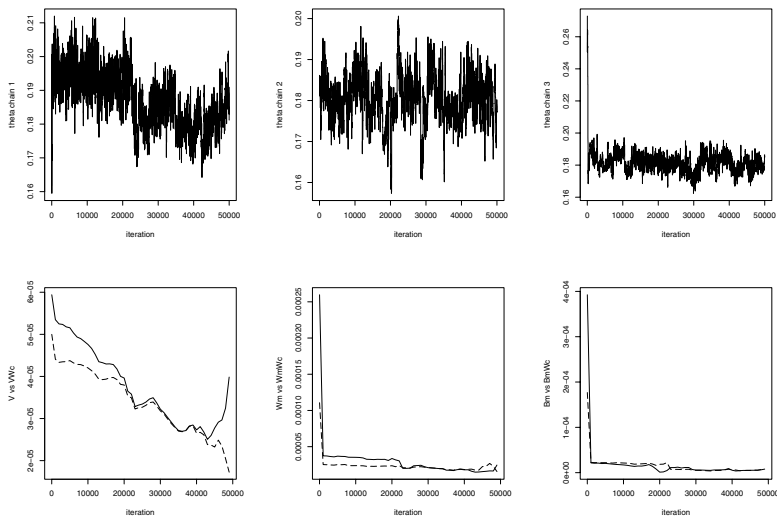 theta chain 1
0.16 0.17 0.18 0.19 0.20 0.21
0 10000 20000 30000 40000 50000
iteration
theta chain 2
0.16 0.17 0.18 0.19 0.20
0 10000 20000 30000 40000 50000
iteration
theta chain 3
0.16 0.18 0.20 0.22 0.24 0.26
0 10000 20000 30000 40000 50000
iteration
V vs VWc
2e-05 3e-05 4e-05 5e-05 6e-05
0 10000 20000 30000 40000 50000
iteration
Wm vs WmWc
0.00005 0.00010 0.00015 0.00020 0.00025
0 10000 20000 30000 40000 50000
iteration
Bm vs BmWc
0e+00 1e-04 2e-04 3e-04 4e-04
0 10000 20000 30000 40000 50000
iteration